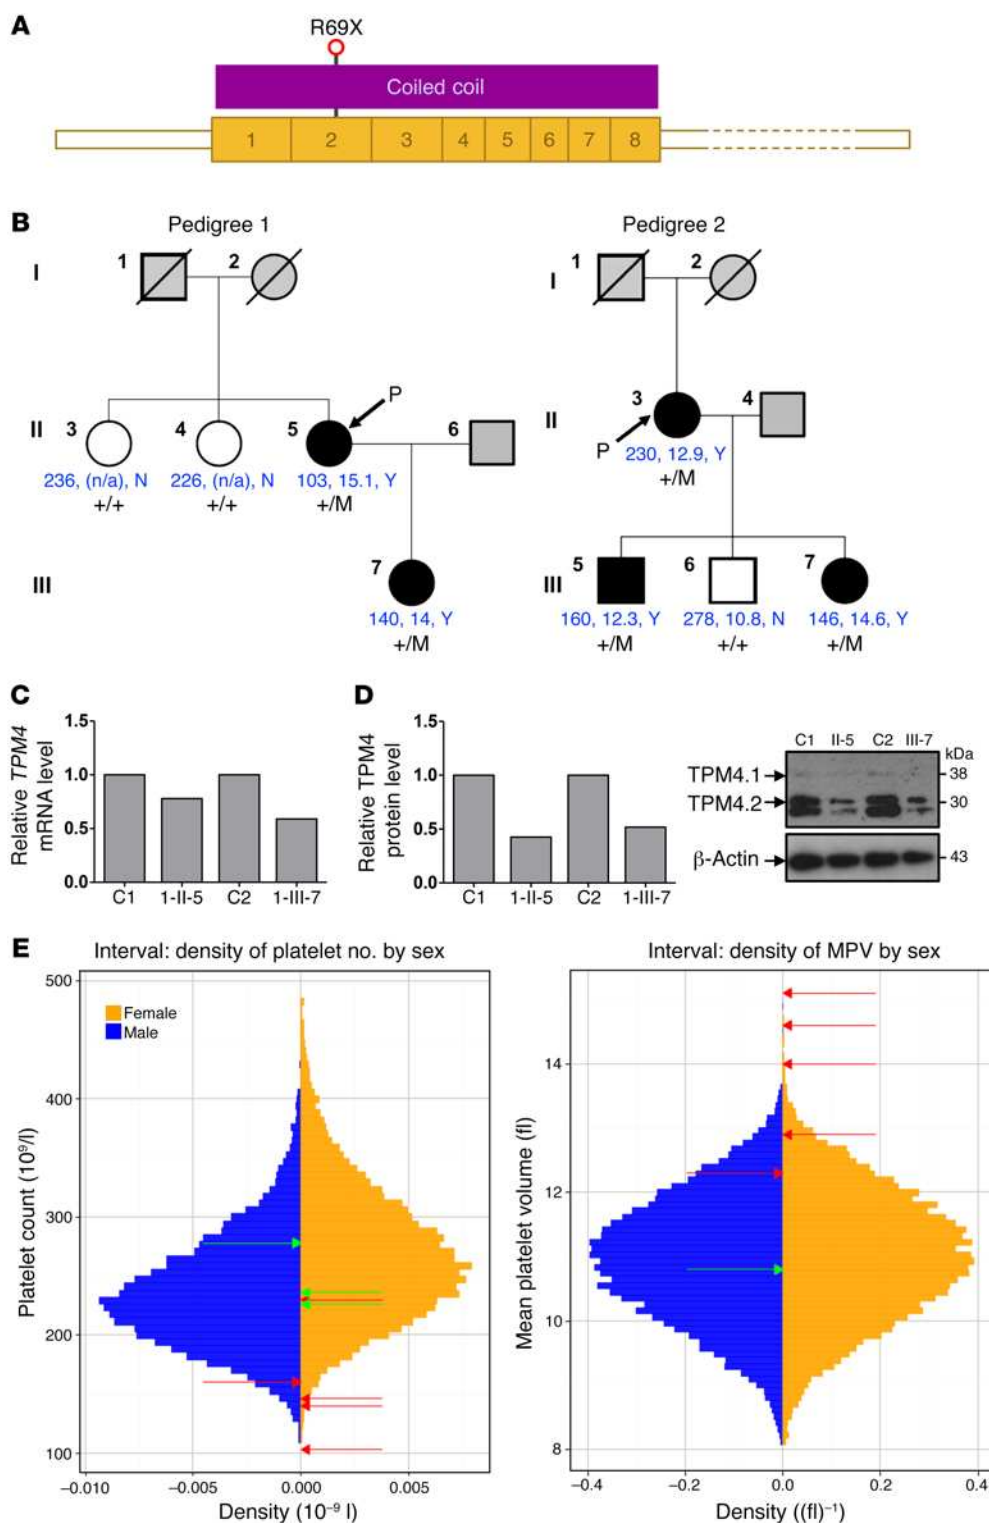 A
R69X
Coiled coil
1 2 3 4 5 6 7 8
B
Pedigree 1
Pedigree 2
I
1
2
I
1
2
II
3
4
5
P
6
236, (n/a), N
226, (n/a), N
103, 15.1, Y
+/+
+/+
+/M
II
3
4
P
230, 12.9, Y
+/M
III
7
140, 14, Y
+/M
III
5
6
7
160, 12.3, Y
278, 10.8, N
146, 14.6, Y
+/M
+/+
+/M
C
Relative TPM4
mRNA level
1.5
1.0
0.5
0.0
C1 1-II-5 C2 1-III-7
D
Relative TPM4
protein level
1.5
1.0
0.5
0.0
C1 1-II-5 C2 1-III-7
C1 II-5 C2 III-7
kDa
TPM4.1
38
TPM4.2
30
β-Actin
43
E
Interval: density of platelet no. by sex
Female
Male
Platelet count (10⁹/l)
500
400
300
200
100
−0.010 −0.005 0.000 0.005
Density (10⁻⁹ l)
Interval: density of MPV by sex
Mean platelet volume (fl)
14
12
10
8
−0.4 −0.2 0.0 0.2 0.4
Density ((fl)⁻¹)